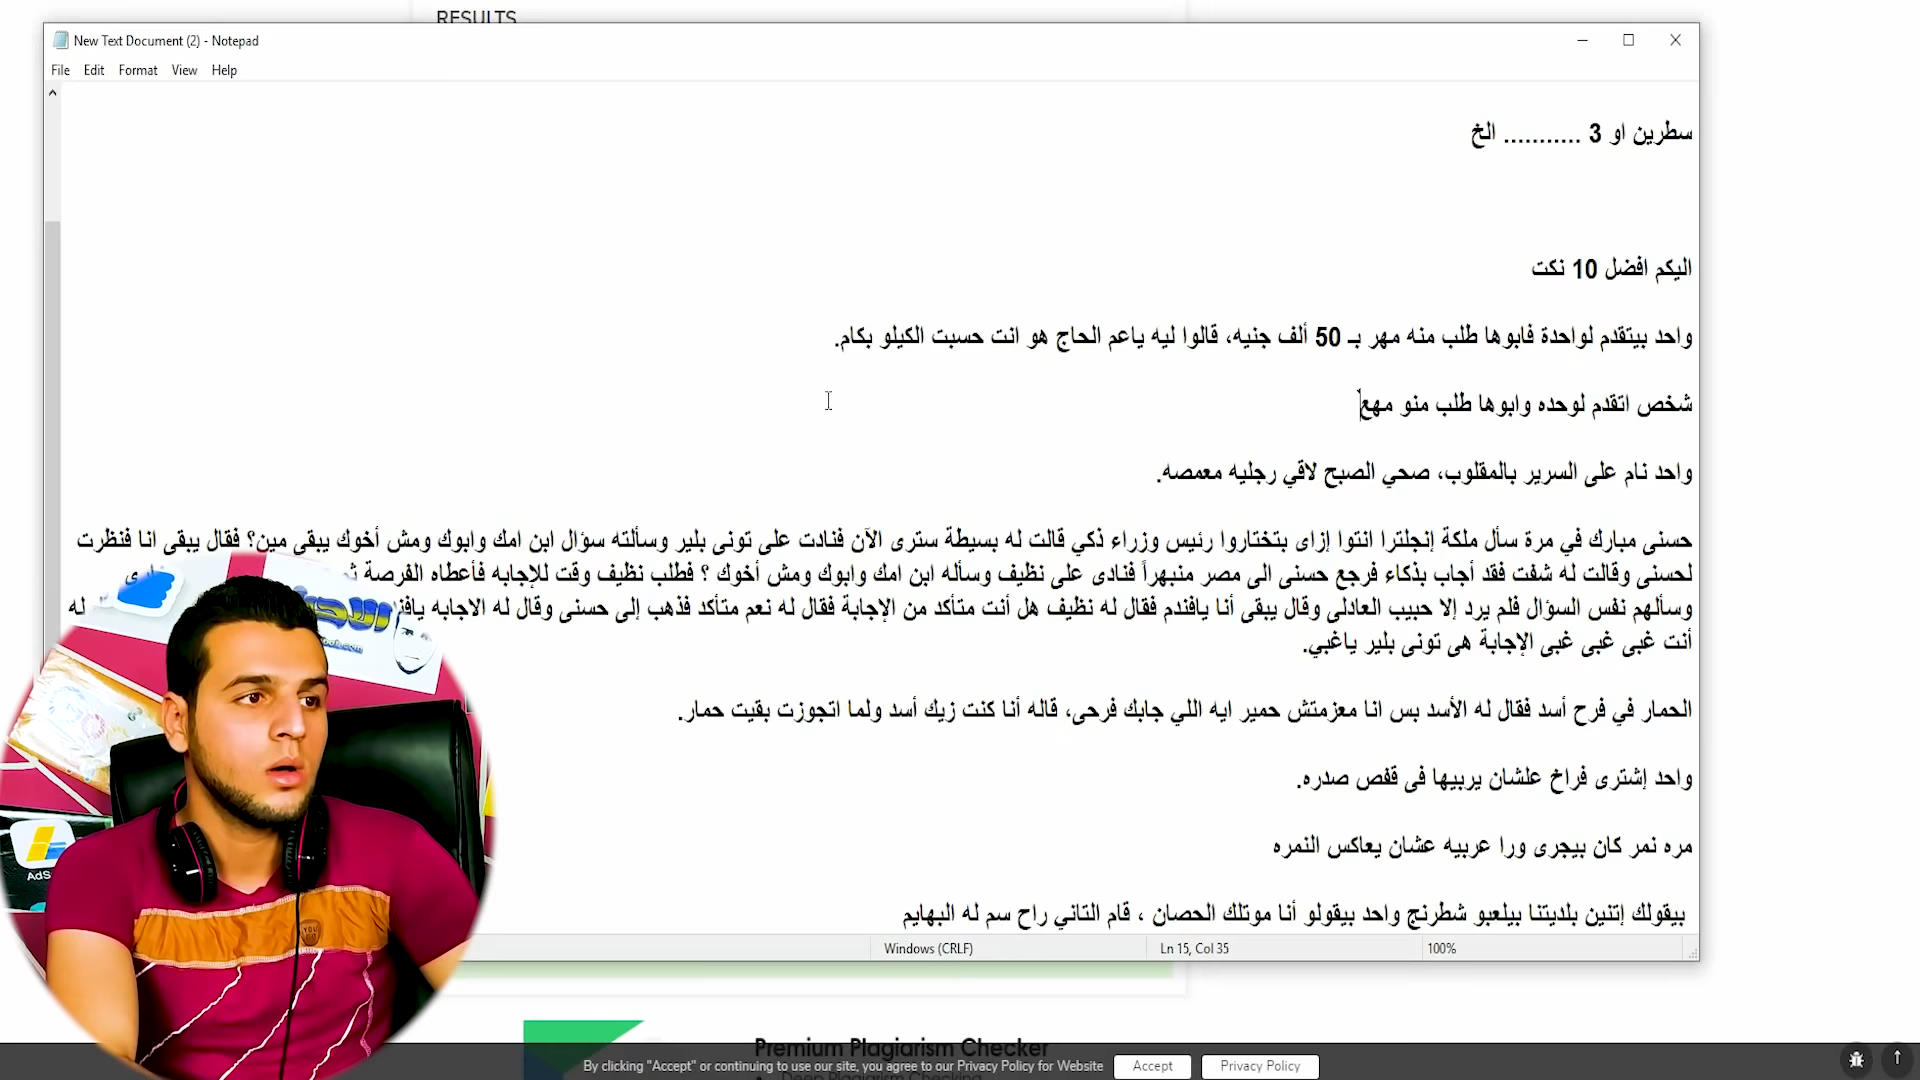 RESULTS
New Text Document (2) - Notepad
File Edit Format View Help
سطرين او 3 ........... الخ
اليكم افضل 10 نكت
واحد بيتقدم لواحدة فابوها طلب منه مهر بـ 50 ألف جنيه، قالوا ليه ياعم الحاج هو انت حسبت الكيلو بكام.
شخص اتقدم لوحده وابوها طلب منو مهع
واحد نام على السرير بالمقلوب، صحي الصبح لاقي رجليه معمصه.
حسنى مبارك في مرة سأل ملكة إنجلترا انتوا إزاى بتختاروا رئيس وزراء ذكي قالت له بسيطة سترى الآن فنادت على تونى بلير وسألته سؤال ابن امك وابوك ومش أخوك يبقى مين؟ فقال يبقى انا فنظرت
لحسنى وقالت له شفت فقد أجاب بذكاء فرجع حسنى الى مصر منبهراً فنادى على نظيف وسأله ابن امك وابوك ومش أخوك ؟ فطلب نظيف وقت للإجابه فأعطاه الفرصة
وسألهم نفس السؤال فلم يرد إلا حبيب العادلى وقال يبقى أنا يافندم فقال له نظيف هل أنت متأكد من الإجابة فقال له نعم متأكد فذهب إلى حسنى وقال له الاجابه له
أنت غبى غبى غبى الإجابة هى تونى بلير ياغبي.
الحمار في فرح أسد فقال له الأسد بس انا معزمتش حمير ايه اللي جابك فرحى، قاله أنا كنت زيك أسد ولما اتجوزت بقيت حمار.
واحد إشترى فراخ علشان يربيها فى قفص صدره.
مره نمر كان بيجرى ورا عربيه عشان يعاكس النمره
بيقولك إتنين بلديتنا بيلعبو شطرنج واحد بيقولو أنا موتلك الحصان ، قام التاني راح سم له البهايم
Windows (CRLF) Ln 15, Col 35 100%
AdS
Premium Plagiarism Checker
By clicking "Accept" or continuing to use our site, you agree to our Privacy Policy for Website Accept Privacy Policy
Deep Plagiarism Checking